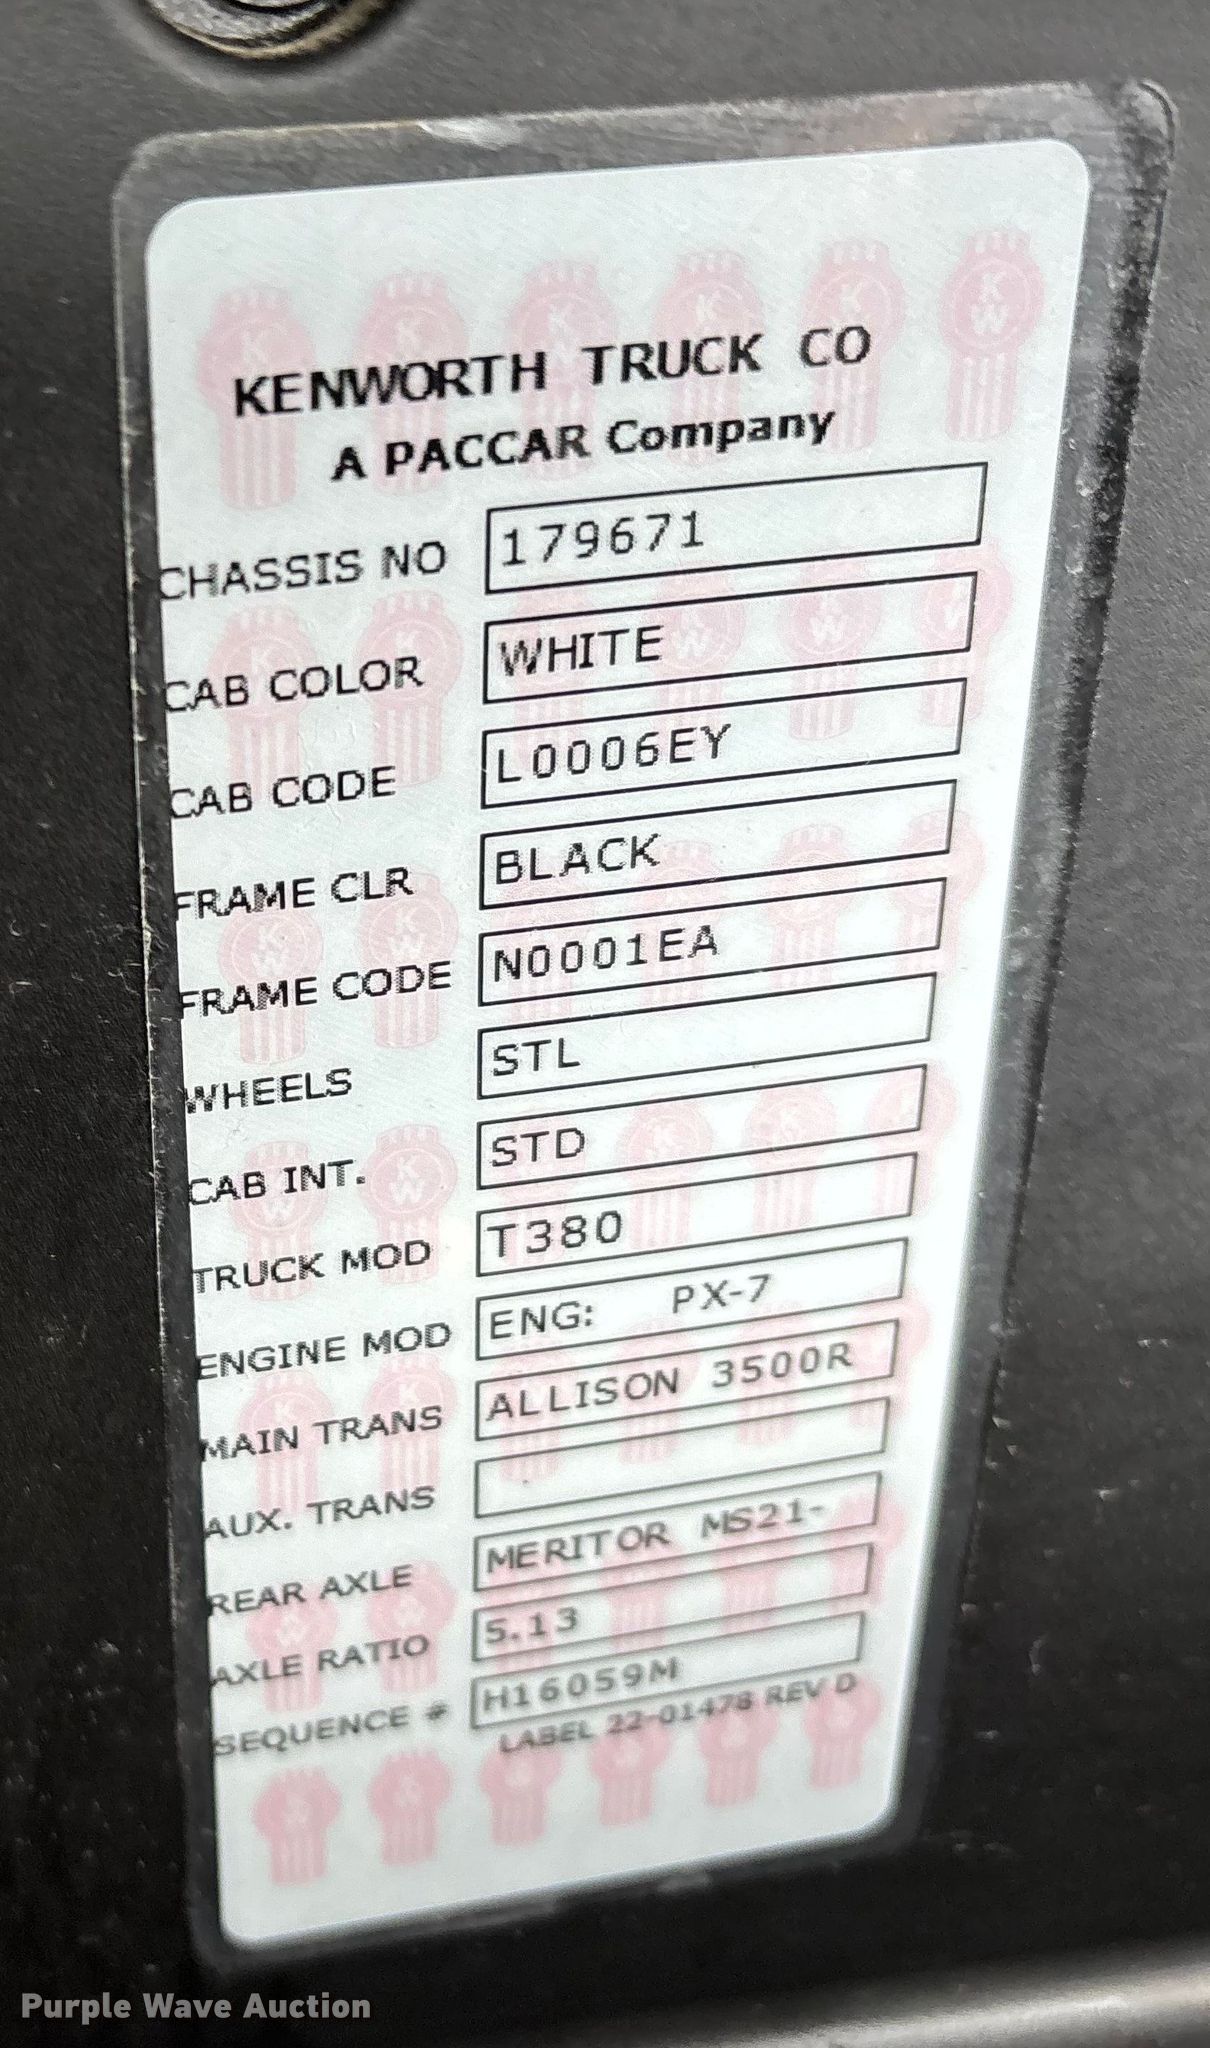 KENWORTH TRUCK CO
A PACCAR Company
CHASSIS NO 179671
CAB COLOR WHITE
CAB CODE L0006EY
FRAME CLR BLACK
FRAME CODE N0001EA
WHEELS STL
CAB INT. STD
TRUCK MOD T380
ENGINE MOD ENG: PX-7
MAIN TRANS ALLISON 3500R
AUX. TRANS
REAR AXLE MERITOR MS21-
AXLE RATIO 5.13
SEQUENCE # H16059M
LABEL 22-01478 REV D
Purple Wave Auction